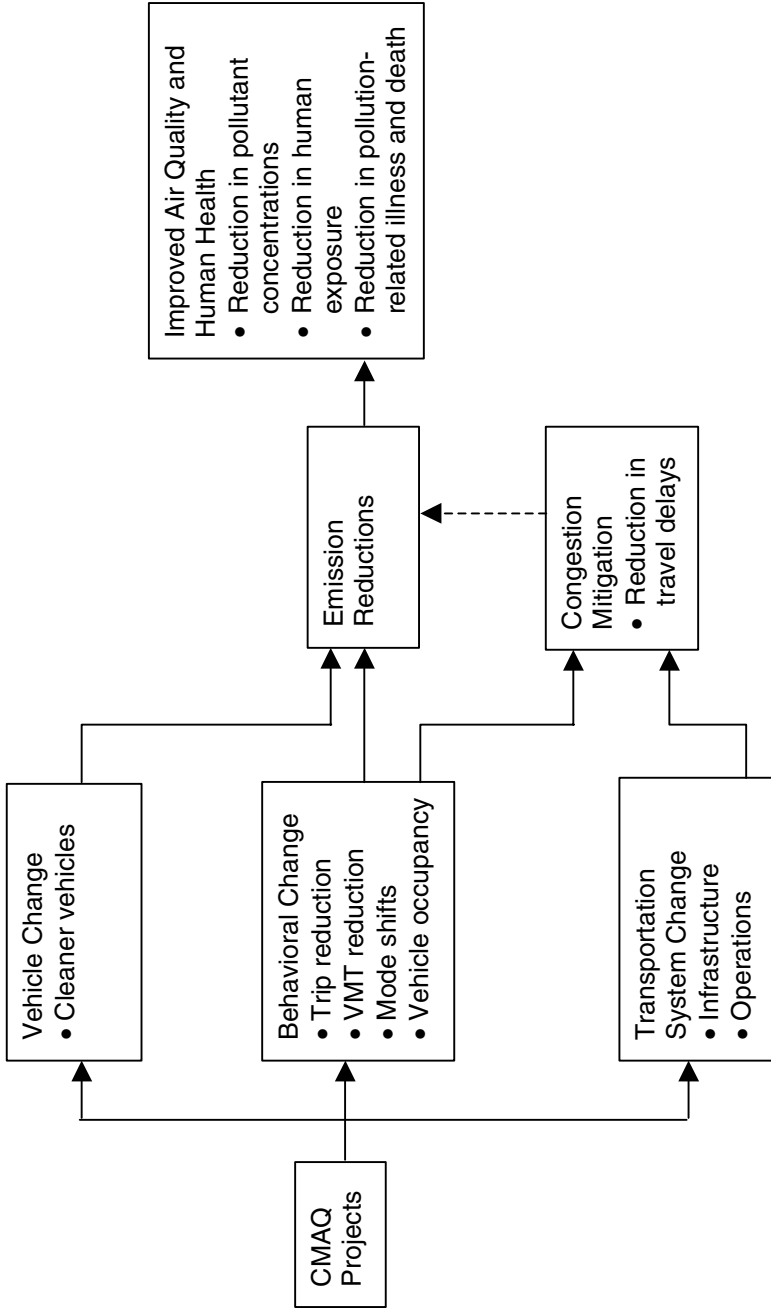 CMAQ
Projects
Vehicle Change
• Cleaner vehicles
Behavioral Change
• Trip reduction
• VMT reduction
• Mode shifts
• Vehicle occupancy
Transportation
System Change
• Infrastructure
• Operations
Emission
Reductions
Congestion
Mitigation
• Reduction in
travel delays
Improved Air Quality and
Human Health
• Reduction in pollutant
concentrations
• Reduction in human
exposure
• Reduction in pollution-
related illness and death